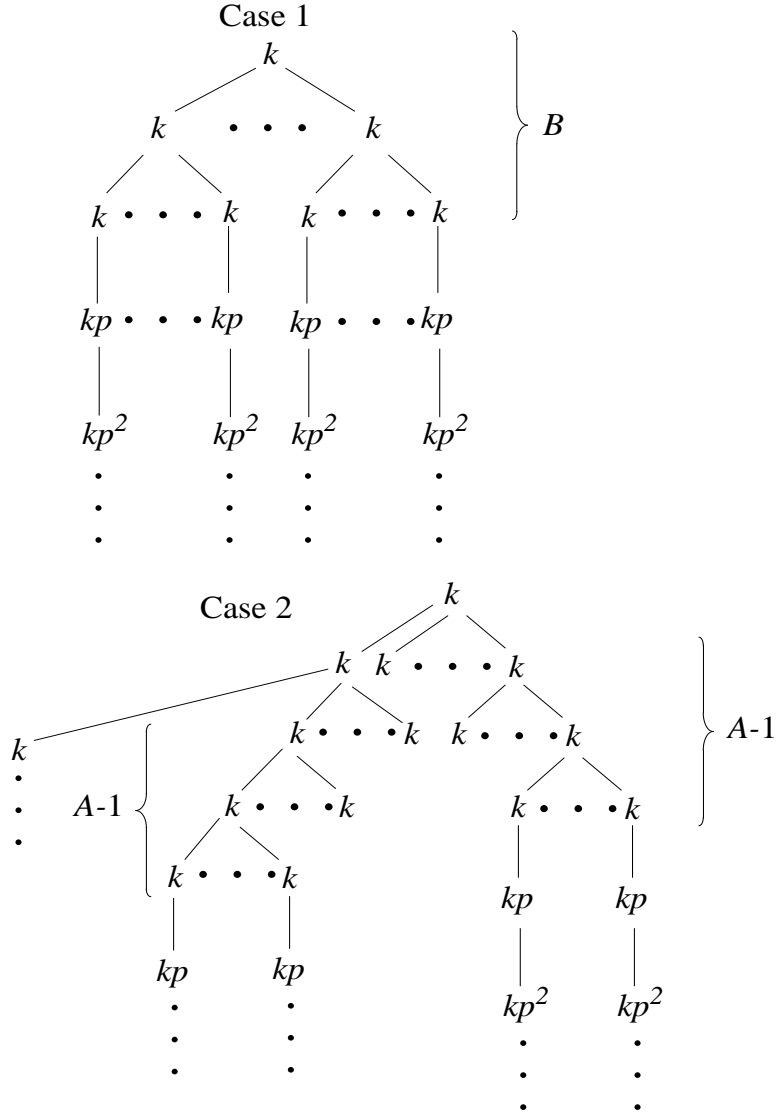 Case 1
k
k • • • k
B
k • • • k k • • • k
kp • • • kp kp • • • kp
kp² kp² kp² kp²
Case 2
k
k k • • • k
k
k • • • k k • • • k
A-1
A-1
k • • • k k • • • k
k • • • k
kp kp
kp kp
kp² kp²